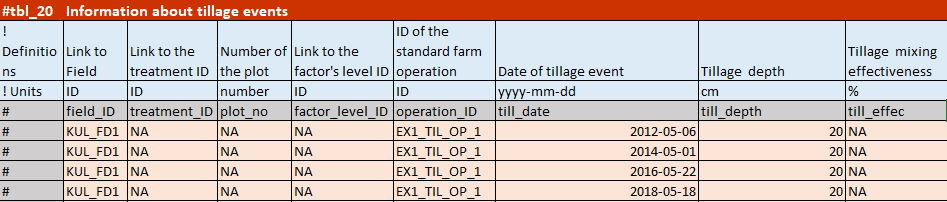 #tbl_20 Information about tillage events
! Definitions Link to Field Link to the treatment ID Number of the plot Link to the factor's level ID ID of the standard farm operation Date of tillage event Tillage depth Tillage mixing effectiveness
! Units ID ID number ID ID yyyy-mm-dd cm %
# field_ID treatment_ID plot_no factor_level_ID operation_ID till_date till_depth till_effec
# KUL_FD1 NA NA NA EX1_TIL_OP_1 2012-05-06 20 NA
# KUL_FD1 NA NA NA EX1_TIL_OP_1 2014-05-01 20 NA
# KUL_FD1 NA NA NA EX1_TIL_OP_1 2016-05-22 20 NA
# KUL_FD1 NA NA NA EX1_TIL_OP_1 2018-05-18 20 NA